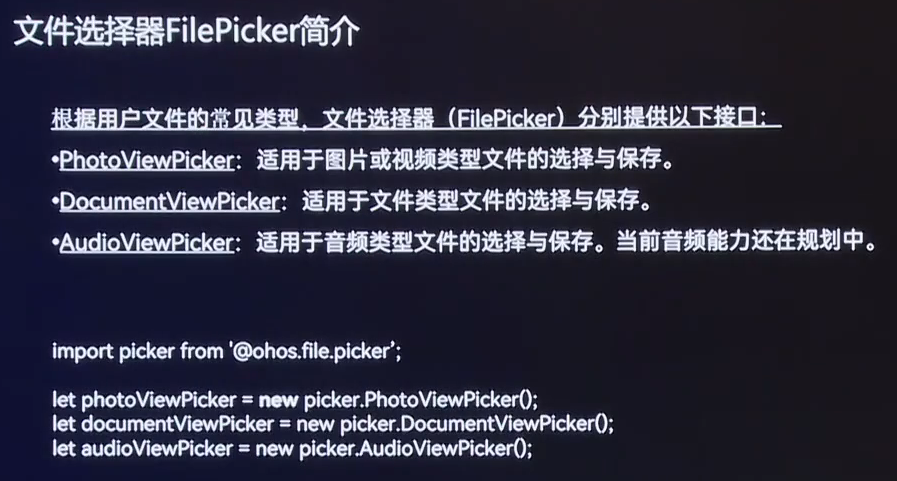 文件选择器FilePicker简介
根据用户文件的常见类型，文件选择器（FilePicker）分别提供以下接口：
•PhotoViewPicker：适用于图片或视频类型文件的选择与保存。
•DocumentViewPicker：适用于文件类型文件的选择与保存。
•AudioViewPicker：适用于音频类型文件的选择与保存。当前音频能力还在规划中。
import picker from '@ohos.file.picker’;
let photoViewPicker = new picker.PhotoViewPicker();
let documentViewPicker = new picker.DocumentViewPicker();
let audioViewPicker = new picker.AudioViewPicker();